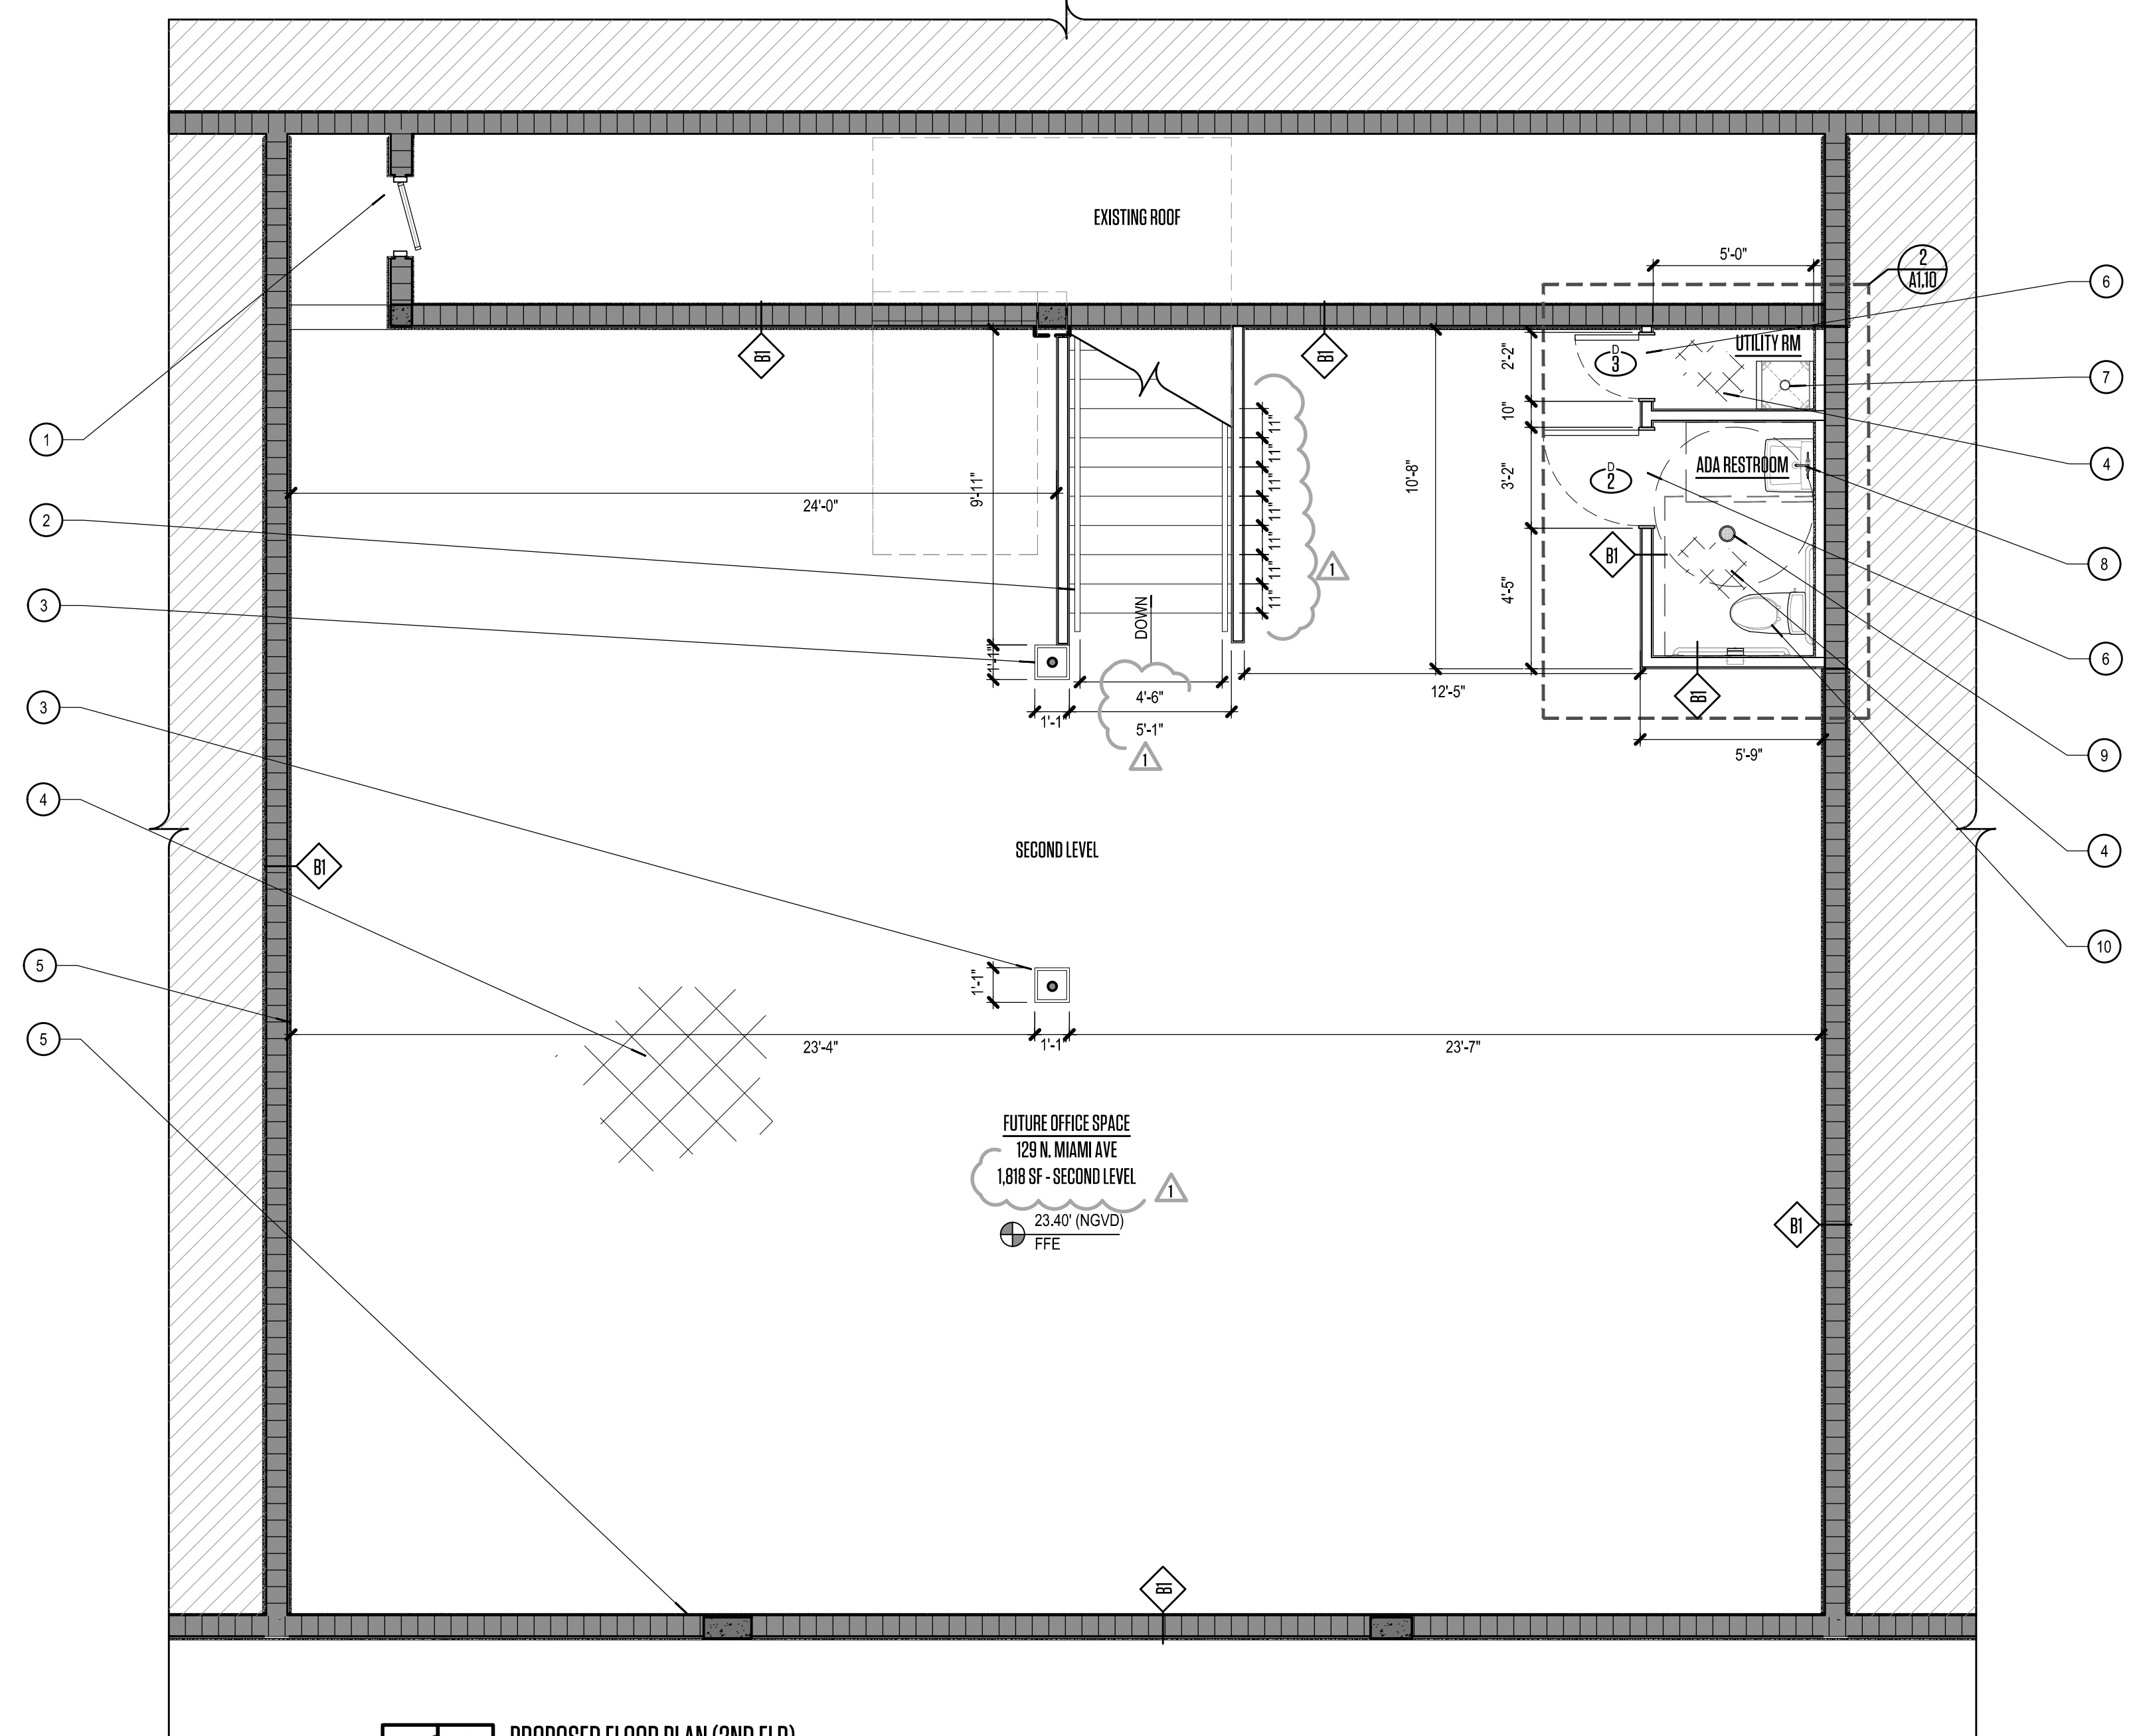 EXISTING ROOF
5'-0"
2
A1.10
6
D
3
UTILITY RM
2'-2"
B1
B1
7
10"
1
11"
11"
11"
11"
11"
11"
11"
10'-8"
ADA RESTROOM
4
D
2
3'-2"
9'-11"
24'-0"
2
B1
1
8
4'-5"
3
DOWN
1'-1"
6
4'-6"
12'-5"
B1
3
1'-1"
5'-1"
1
5'-9"
9
4
SECOND LEVEL
4
B1
10
5
1'-1"
5
23'-4"
1'-1"
23'-7"
FUTURE OFFICE SPACE
129 N. MIAMI AVE
1,818 SF - SECOND LEVEL
1
23.40' (NGVD)
FFE
B1
B1
PROPOSED FLOOR PLAN (2ND FLR)